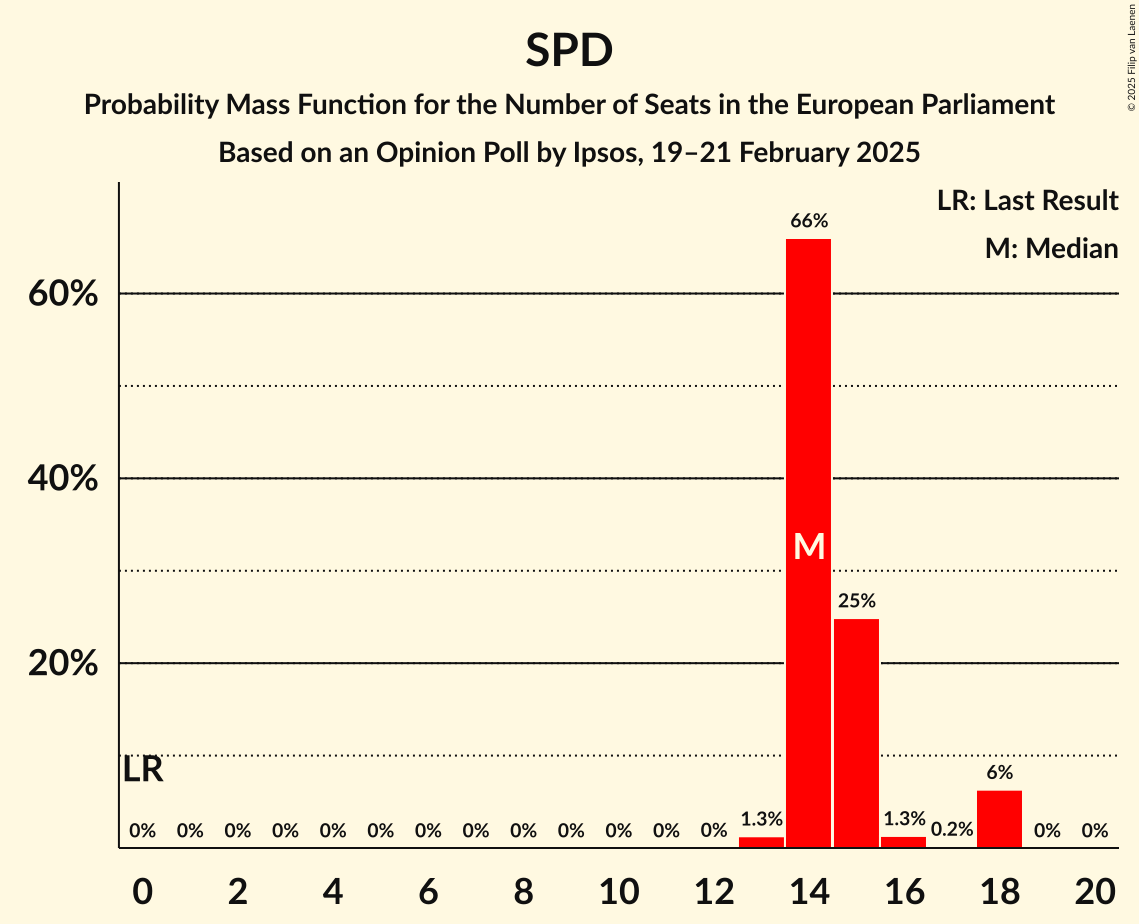 SPD
Probability Mass Function for the Number of Seats in the European Parliament
Based on an Opinion Poll by Ipsos, 19–21 February 2025
© 2025 Filip van Laenen
LR: Last Result
M: Median
66%
60%
40%
M
25%
20%
LR
6%
0% 0% 0% 0% 0% 0% 0% 0% 0% 0% 0% 0% 0% 1.3% 1.3% 0.2% 0% 0%
0 2 4 6 8 10 12 14 16 18 20